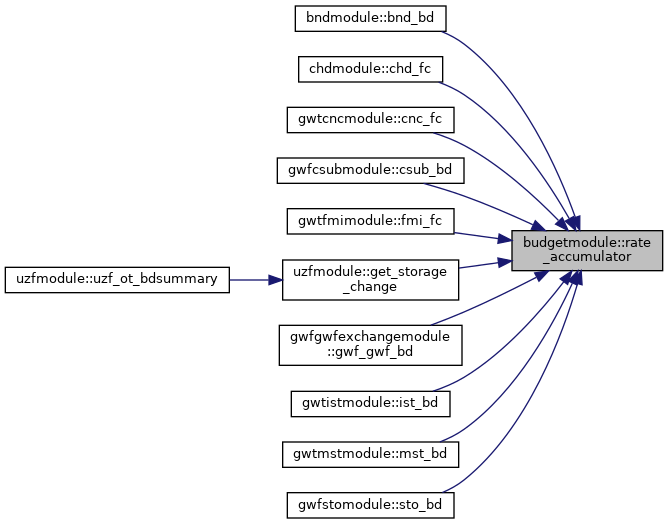 bndmodule::bnd_bd
chdmodule::chd_fc
gwtcncmodule::cnc_fc
gwfcsubmodule::csub_bd
gwtfmimodule::fmi_fc
budgetmodule::rate
_accumulator
uzfmodule::uzf_ot_bdsummary
uzfmodule::get_storage
_change
gwfgwfexchangemodule
::gwf_gwf_bd
gwtistmodule::ist_bd
gwtmstmodule::mst_bd
gwfstomodule::sto_bd